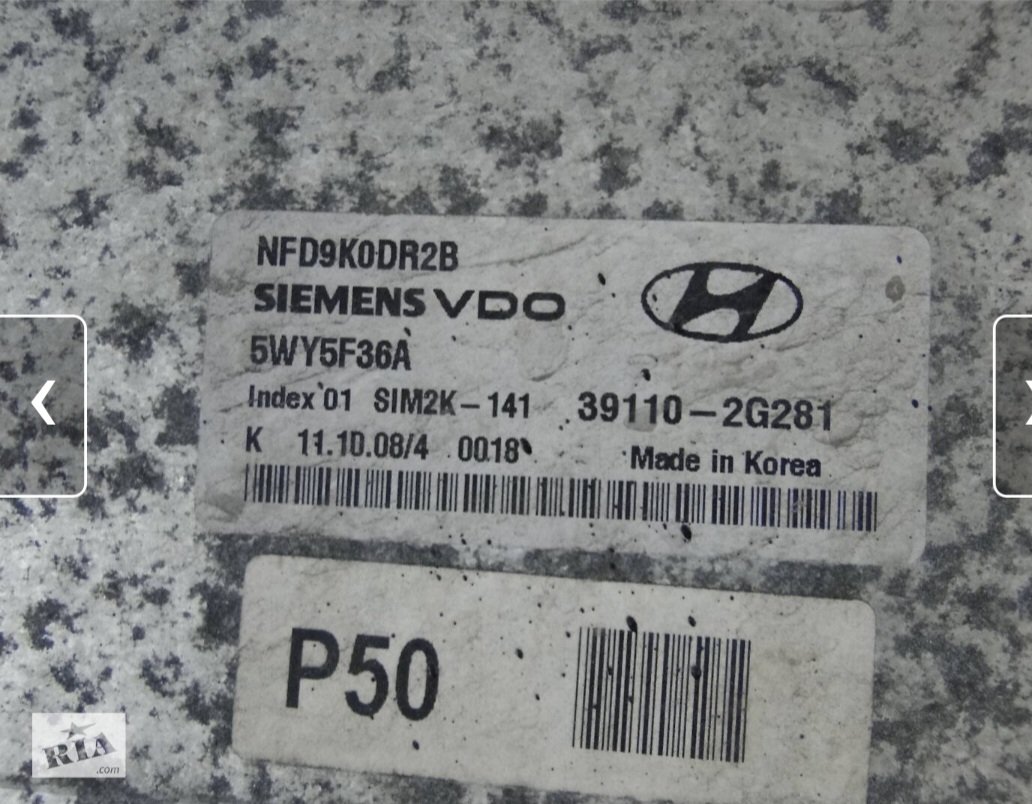 NFD9K0DR2B
SIEMENS VDO
5WY5F36A
Index 01 SIM2K-141 39110-2G281
K 11.10.08/4 0018 Made in Korea
P50
RIA
.com